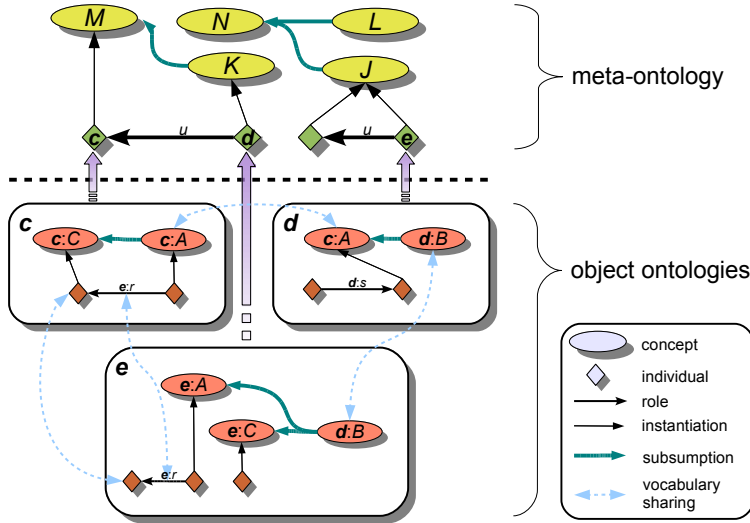 M N L
K J
meta-ontology
u u
c d e
c d
c:C c:A c:A d:B
object ontologies
e:r d:s
e
e:A
e:C d:B
e:r
concept
individual
role
instantiation
subsumption
vocabulary
sharing